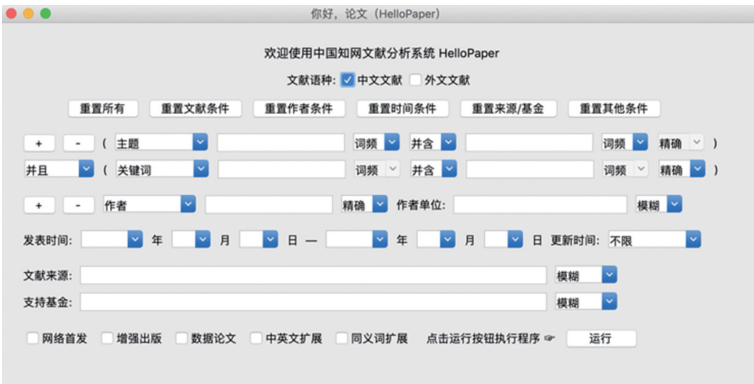 你好，论文（HelloPaper）
欢迎使用中国知网文献分析系统 HelloPaper
文献语种: 中文文献 外文文献
重置所有 重置文献条件 重置作者条件 重置时间条件 重置来源/基金 重置其他条件
+ - ( 主题 词频 并含 词频 精确 )
并且 ( 关键词 词频 并含 词频 精确 )
+ - 作者 精确 作者单位: 模糊
发表时间: 年 月 日 — 年 月 日 更新时间: 不限
文献来源: 模糊
支持基金: 模糊
网络首发 增强出版 数据论文 中英文扩展 同义词扩展 点击运行按钮执行程序 ☞ 运行